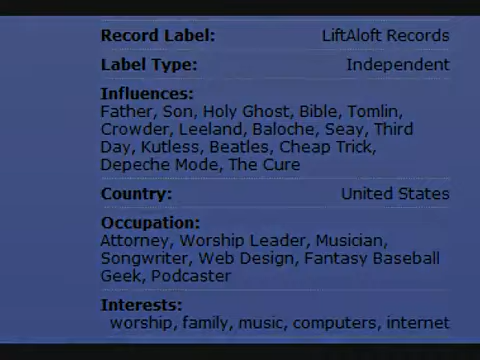 Record Label: LiftAloft Records
Label Type: Independent
Influences:
Father, Son, Holy Ghost, Bible, Tomlin,
Crowder, Leeland, Baloche, Seay, Third
Day, Kutless, Beatles, Cheap Trick,
Depeche Mode, The Cure
Country: United States
Occupation:
Attorney, Worship Leader, Musician,
Songwriter, Web Design, Fantasy Baseball
Geek, Podcaster
Interests:
worship, family, music, computers, internet